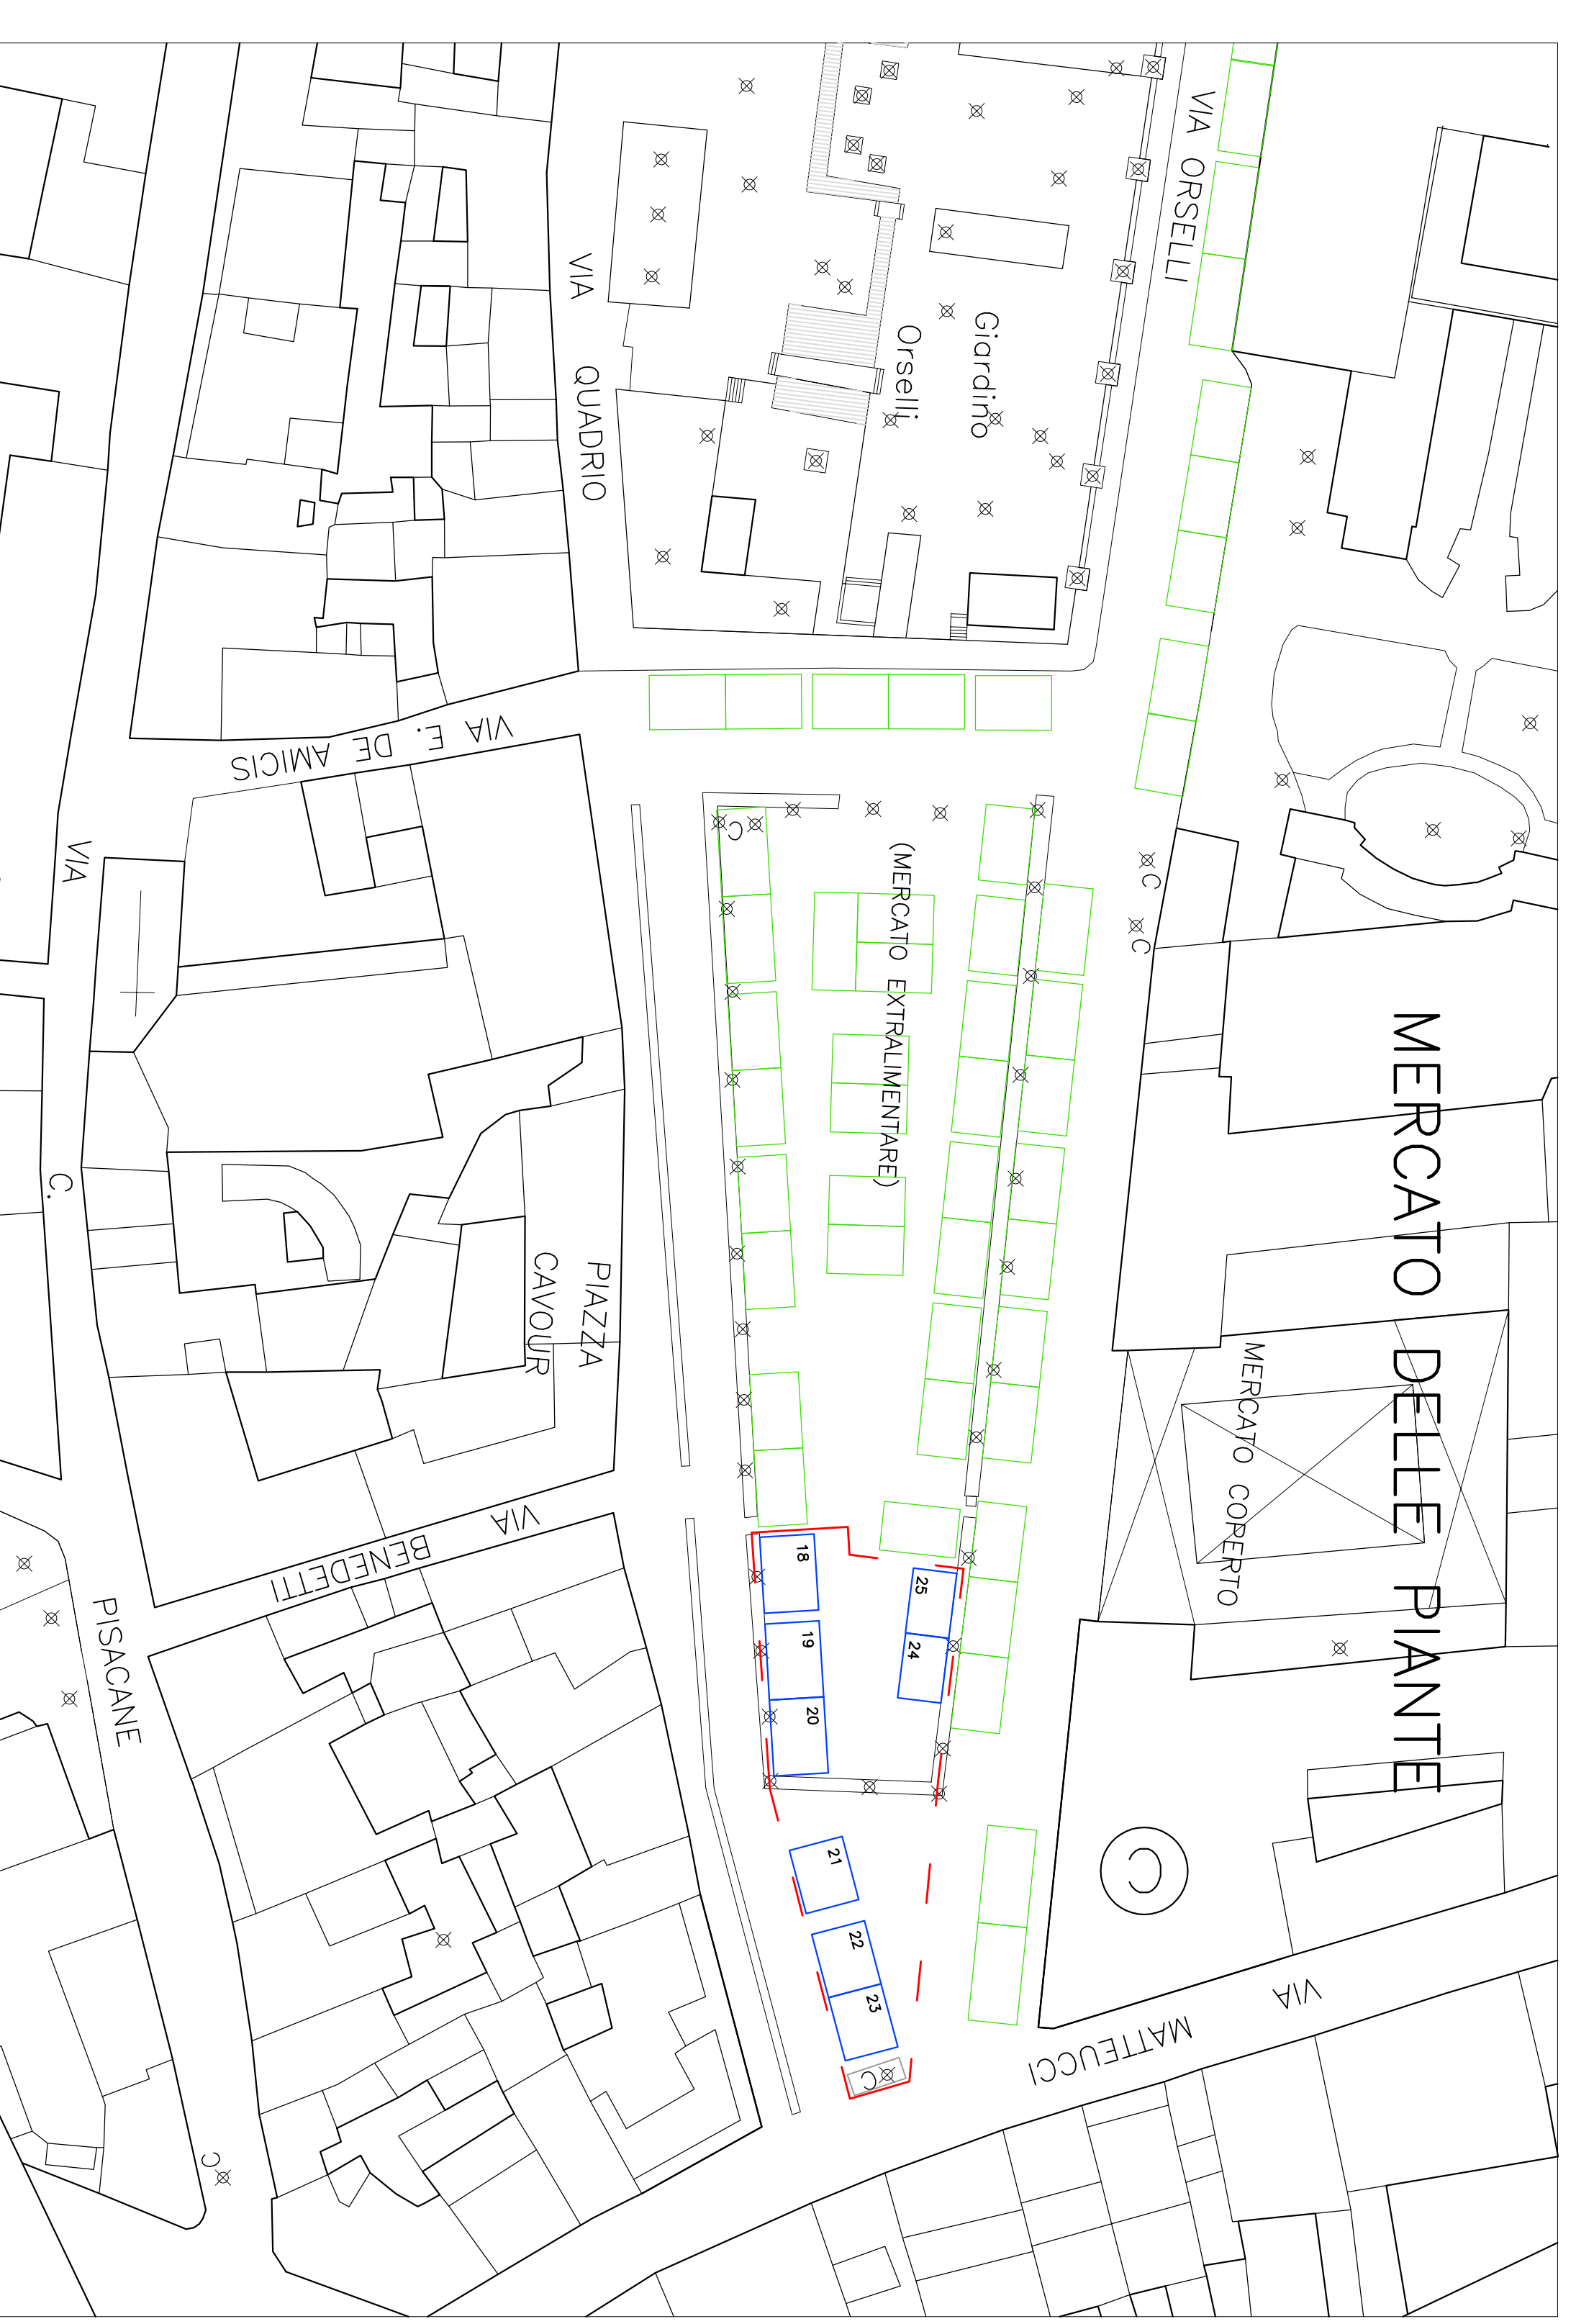 MERCATO DELLE PIANTE
VIA ORSELLI
Giardino
Orselli
VIA QUADRIO
VIA E. DE AMICIS
(MERCATO EXTRALIMENTARE)
MERCATO COPERTO
PIAZZA
CAVOUR
VIA BENEDETTI
VIA C. PISACANE
VIA MATTEUCCI
18
19
20
21
22
23
24
25
C
C
C
C
C
C